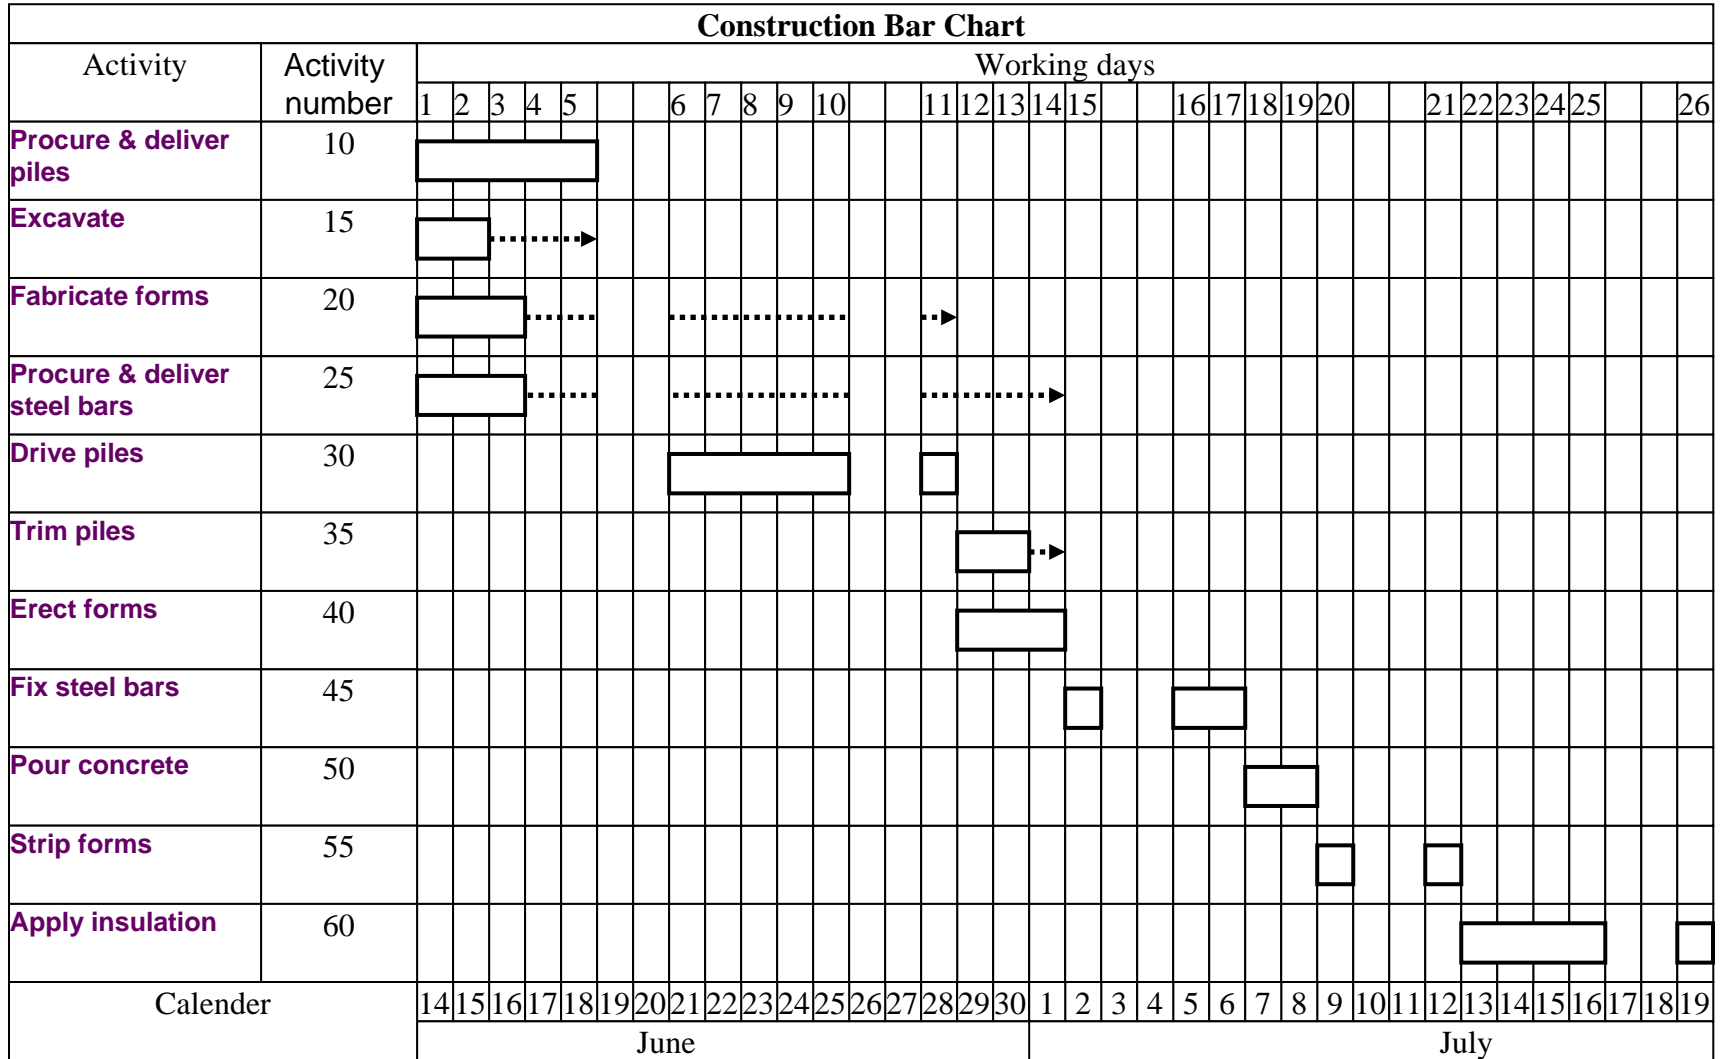 Construction Bar Chart
Activity Activity number Working days
1 2 3 4 5 6 7 8 9 10 11 12 13 14 15 16 17 18 19 20 21 22 23 24 25 26
Procure & deliver piles 10
Excavate 15
Fabricate forms 20
Procure & deliver steel bars 25
Drive piles 30
Trim piles 35
Erect forms 40
Fix steel bars 45
Pour concrete 50
Strip forms 55
Apply insulation 60
Calender 14 15 16 17 18 19 20 21 22 23 24 25 26 27 28 29 30 1 2 3 4 5 6 7 8 9 10 11 12 13 14 15 16 17 18 19
June July